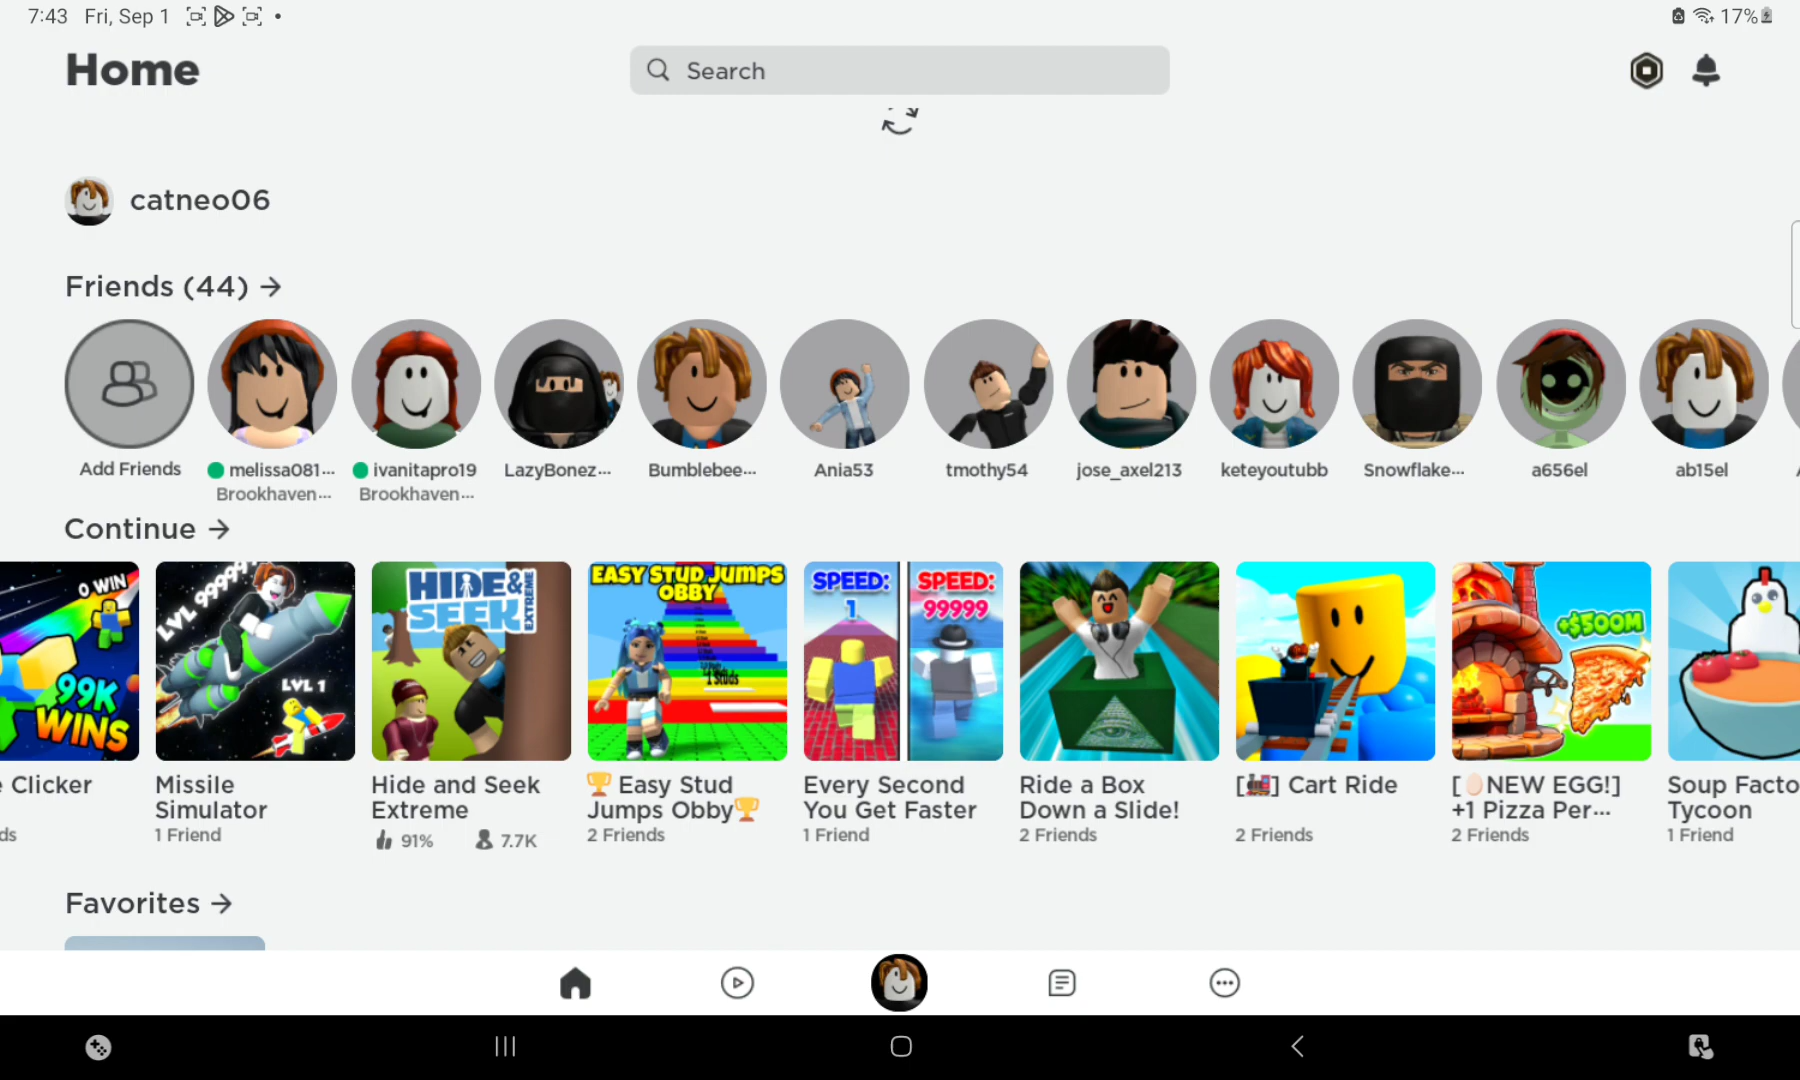 7:43 Fri, Sep 1 17%
Home
Search
catneo06
Friends (44) →
Add Friends
melissa081...
Brookhaven...
ivanitapro19
Brookhaven...
LazyBonez...
Bumblebee...
Ania53
tmothy54
jose_axel213
keteyoutubb
Snowflake...
a656el
ab15el
Continue →
0 WIN
99K
WINS
LVL 9999
LVL 1
HIDE &
SEEK
EXTREME
EASY STUD JUMPS
OBBY
1 Studs
SPEED:
1
SPEED:
99999
+$500M
Clicker
ds
Missile
Simulator
1 Friend
Hide and Seek
Extreme
91% 7.7K
🏆 Easy Stud
Jumps Obby🏆
2 Friends
Every Second
You Get Faster
1 Friend
Ride a Box
Down a Slide!
2 Friends
[🚂] Cart Ride
2 Friends
[🥚NEW EGG!]
+1 Pizza Per...
2 Friends
Soup Facto
Tycoon
1 Friend
Favorites →